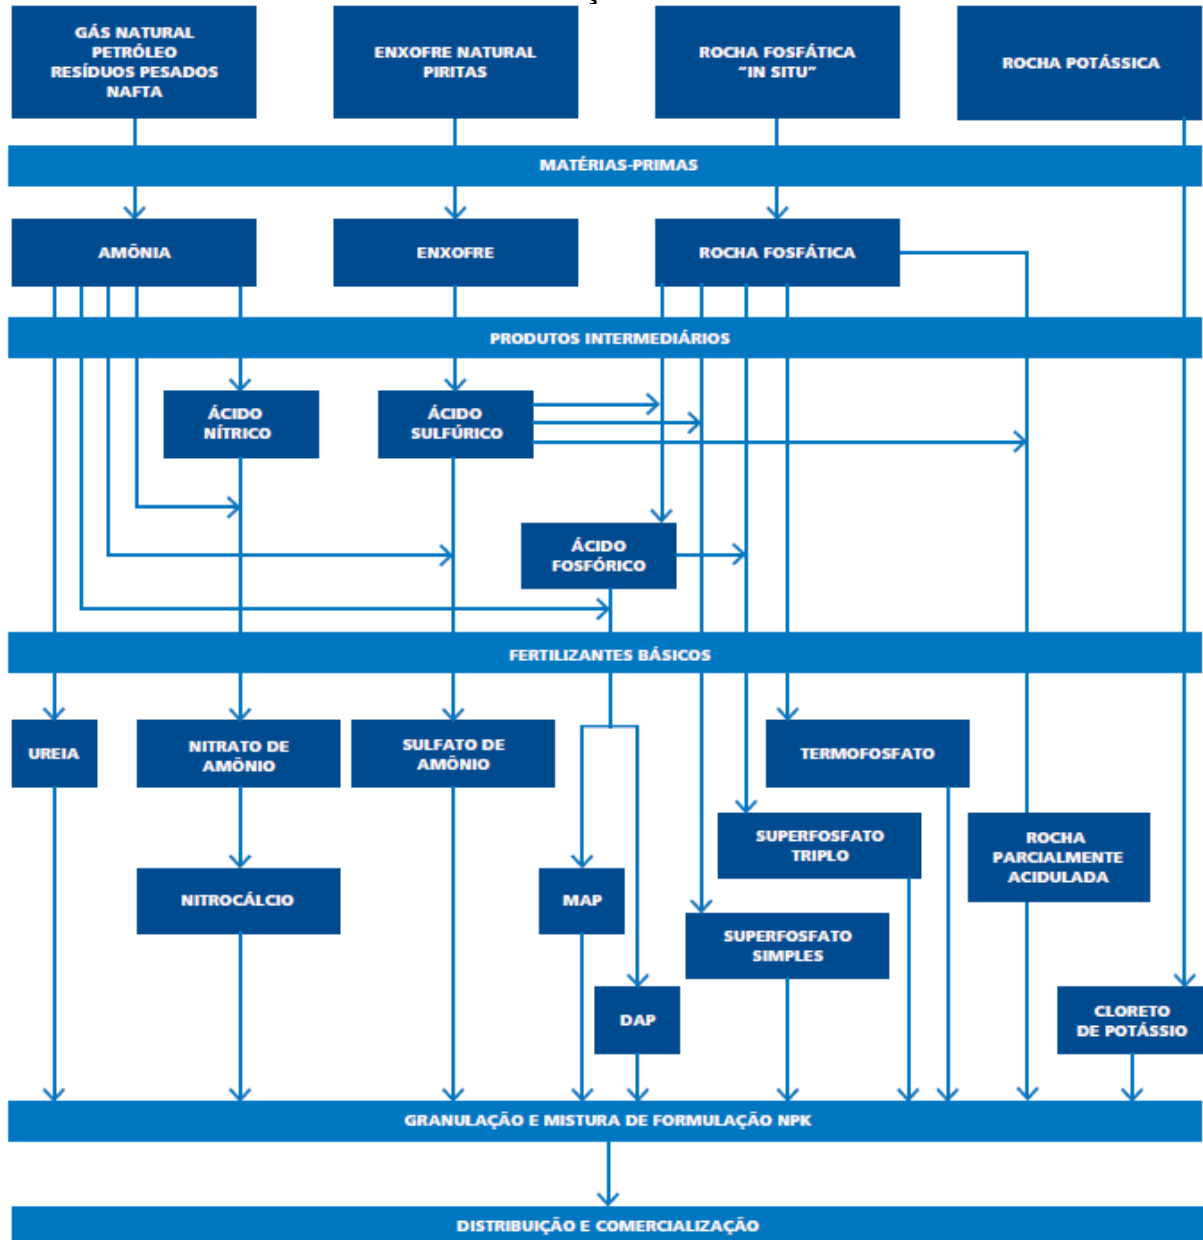 GÁS NATURAL
PETRÓLEO
RESÍDUOS PESADOS
NAFTA
ENXOFRE NATURAL
PIRITAS
ROCHA FOSFÁTICA
"IN SITU"
ROCHA POTÁSSICA
MATÉRIAS-PRIMAS
AMÔNIA
ENXOFRE
ROCHA FOSFÁTICA
PRODUTOS INTERMEDIÁRIOS
ÁCIDO
NÍTRICO
ÁCIDO
SULFÚRICO
ÁCIDO
FOSFÓRICO
FERTILIZANTES BÁSICOS
UREIA
NITRATO DE
AMÔNIO
SULFATO DE
AMÔNIO
TERMOFOSFATO
SUPERFOSFATO
TRIPLO
ROCHA
PARCIALMENTE
ACIDULADA
NITROCÁLCIO
MAP
SUPERFOSFATO
SIMPLES
DAP
CLORETO
DE POTÁSSIO
GRANULAÇÃO E MISTURA DE FORMULAÇÃO NPK
DISTRIBUIÇÃO E COMERCIALIZAÇÃO